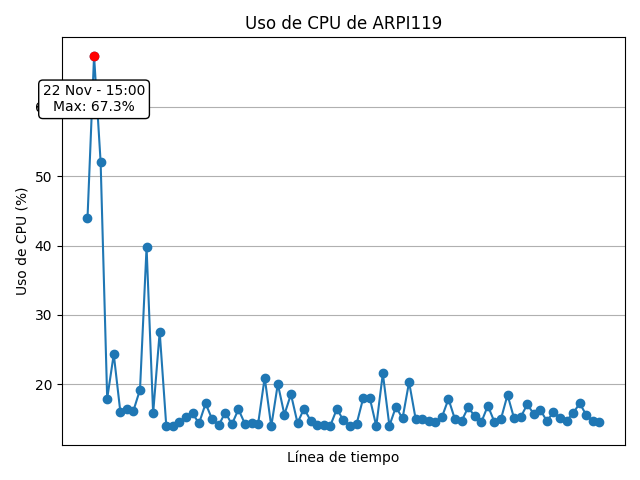 Uso de CPU de ARPI119
22 Nov - 15:00
Max: 67.3%
50
40
30
20
Uso de CPU (%)
Línea de tiempo